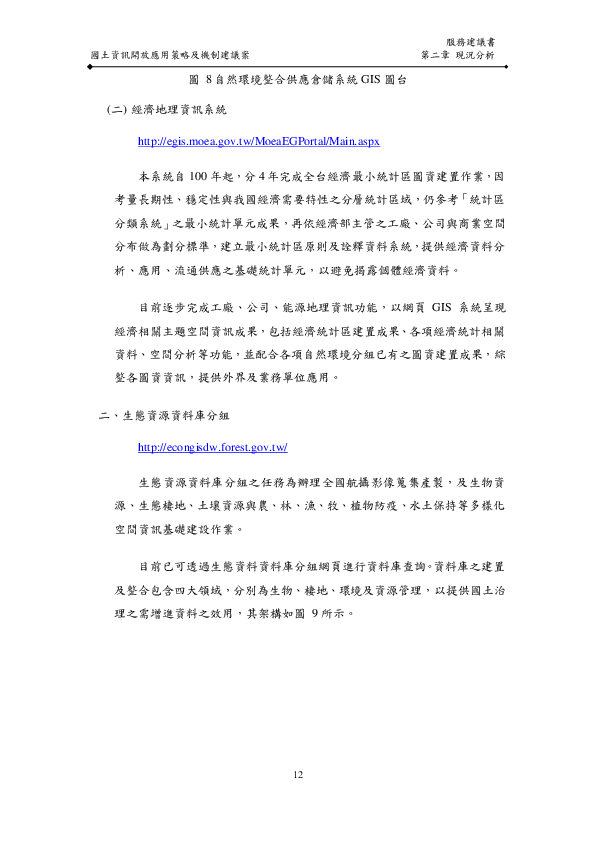 服務建議書
國土資訊開放應用策略及機制建議案 第二章 現況分析
圖 8自然環境整合供應倉儲系統GIS圖台
(二) 經濟地理資訊系統
http://egis.moea.gov.tw/MoeaEGPortal/Main.aspx
本系統自100年起，分4年完成全台經濟最小統計區圖資建置作業，因
考量長期性、穩定性與我國經濟需要特性之分層統計區域，仍參考「統計區
分類系統」之最小統計單元成果，再依經濟部主管之工廠、公司與商業空間
分布做為劃分標準，建立最小統計區原則及詮釋資料系統，提供經濟資料分
析、應用、流通供應之基礎統計單元，以避免揭露個體經濟資料。
目前逐步完成工廠、公司、能源地理資訊功能，以網頁 GIS 系統呈現
經濟相關主題空間資訊成果，包括經濟統計區建置成果、各項經濟統計相關
資料、空間分析等功能，並配合各項自然環境分組已有之圖資建置成果，綜
整各圖資資訊，提供外界及業務單位應用。
二、生態資源資料庫分組
http://econgisdw.forest.gov.tw/
生態資源資料庫分組之任務為辦理全國航攝影像蒐集產製，及生物資
源、生態棲地、土壤資源與農、林、漁、牧、植物防疫、水土保持等多樣化
空間資訊基礎建設作業。
目前已可透過生態資料資料庫分組網頁進行資料庫查詢。資料庫之建置
及整合包含四大領域，分別為生物、棲地、環境及資源管理，以提供國土治
理之需增進資料之效用，其架構如圖 9所示。
12